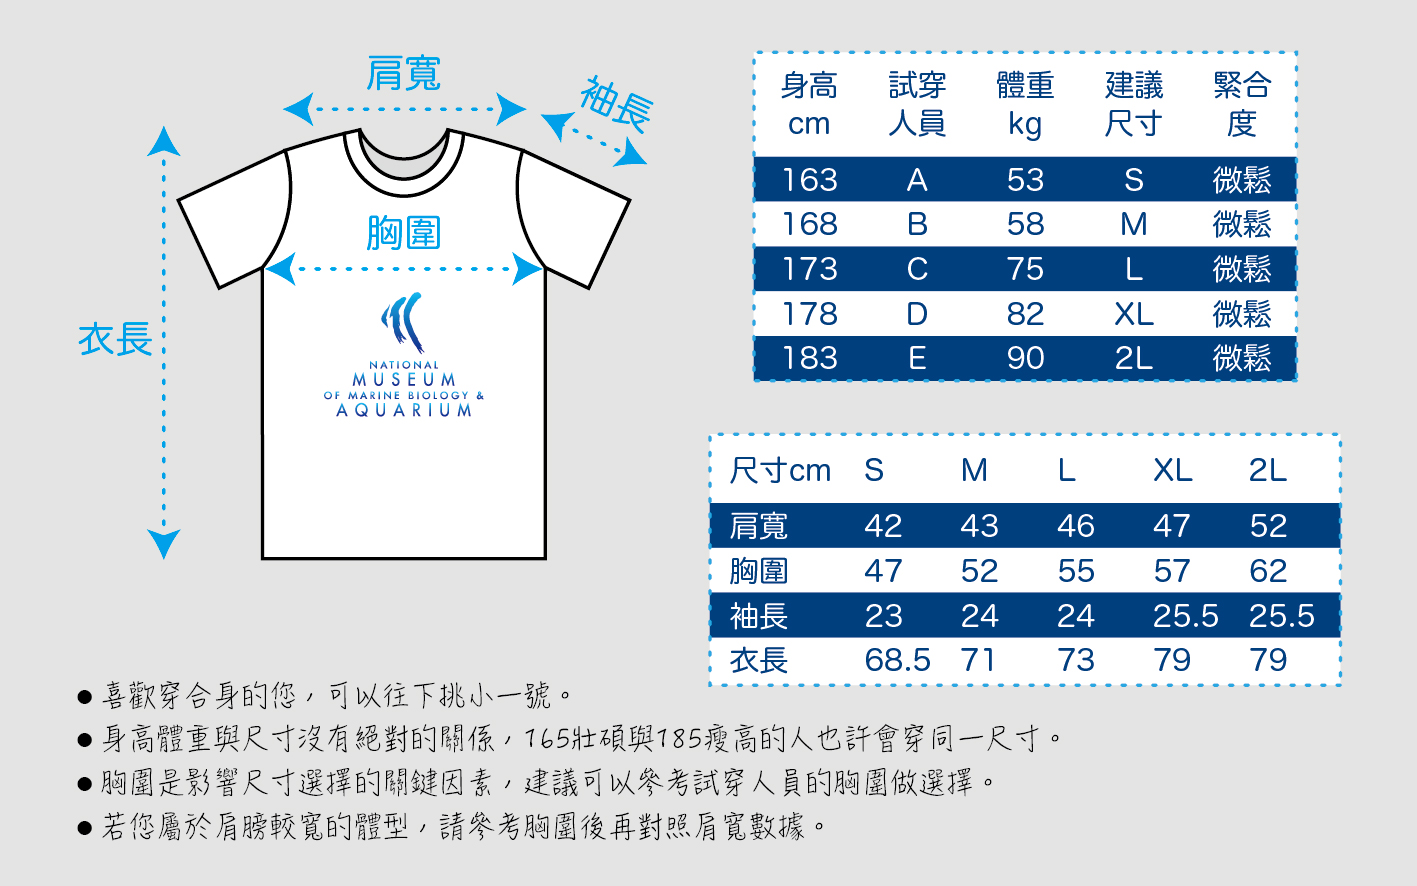 肩寬
袖長
胸圍
衣長
NATIONAL
MUSEUM
OF MARINE BIOLOGY &
AQUARIUM
身高 試穿 體重 建議 緊合
cm 人員 kg 尺寸 度
163 A 53 S 微鬆
168 B 58 M 微鬆
173 C 75 L 微鬆
178 D 82 XL 微鬆
183 E 90 2L 微鬆
尺寸cm S M L XL 2L
肩寬 42 43 46 47 52
胸圍 47 52 55 57 62
袖長 23 24 24 25.5 25.5
衣長 68.5 71 73 79 79
●喜歡穿合身的您，可以往下挑小一號。
●身高體重與尺寸沒有絕對的關係，165壯碩與185瘦高的人也許會穿同一尺寸。
●胸圍是影響尺寸選擇的關鍵因素，建議可以參考試穿人員的胸圍做選擇。
●若您屬於肩膀較寬的體型，請參考胸圍後再對照肩寬數據。